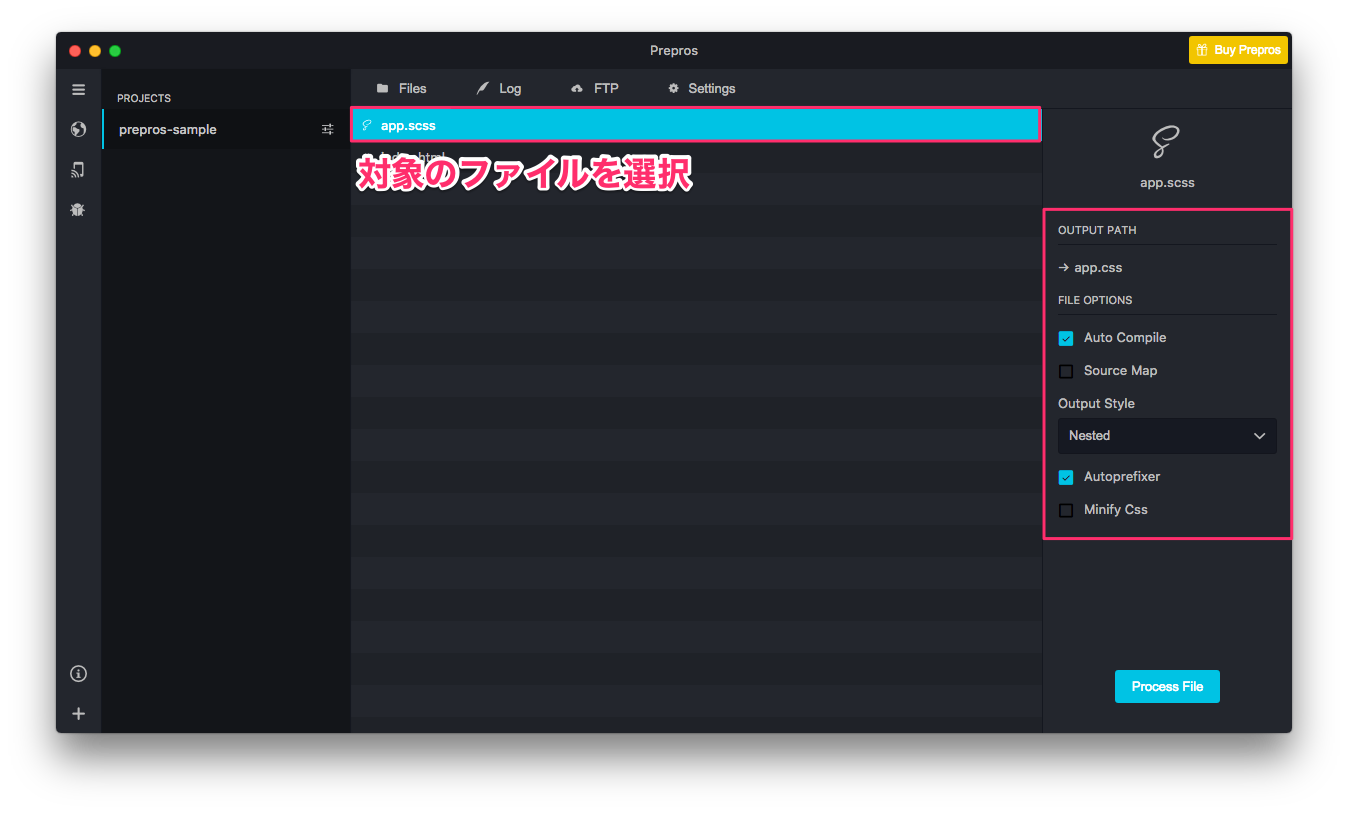 Prepros
Buy Prepros
PROJECTS
prepros-sample
Files
Log
FTP
Settings
app.scss
index.html
対象のファイルを選択
app.scss
OUTPUT PATH
→ app.css
FILE OPTIONS
Auto Compile
Source Map
Output Style
Nested
Autoprefixer
Minify Css
Process File